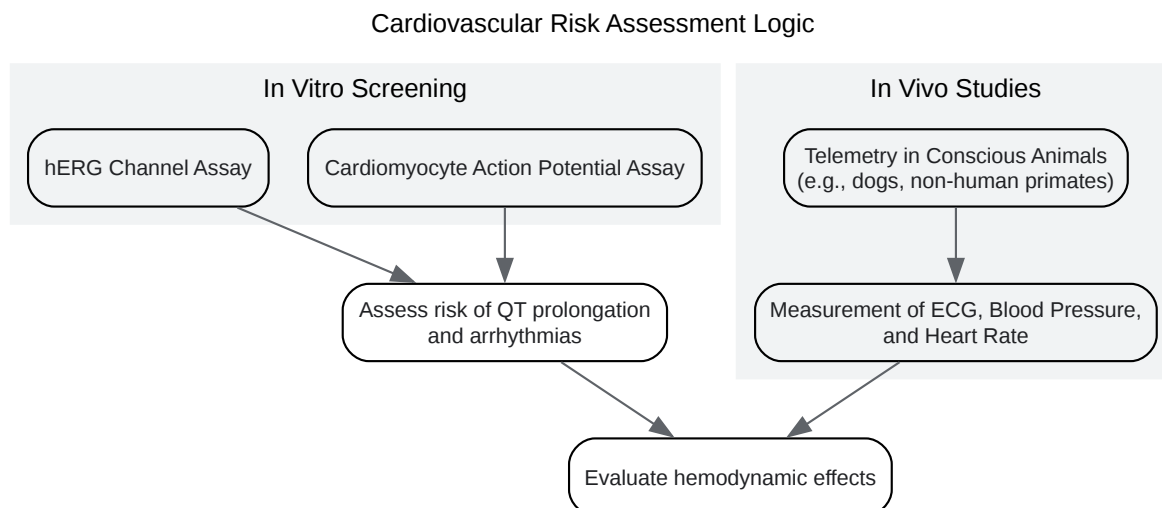 Cardiovascular Risk Assessment Logic
In Vitro Screening
In Vivo Studies
hERG Channel Assay
Cardiomyocyte Action Potential Assay
Telemetry in Conscious Animals
(e.g., dogs, non-human primates)
Assess risk of QT prolongation
and arrhythmias
Measurement of ECG, Blood Pressure,
and Heart Rate
Evaluate hemodynamic effects